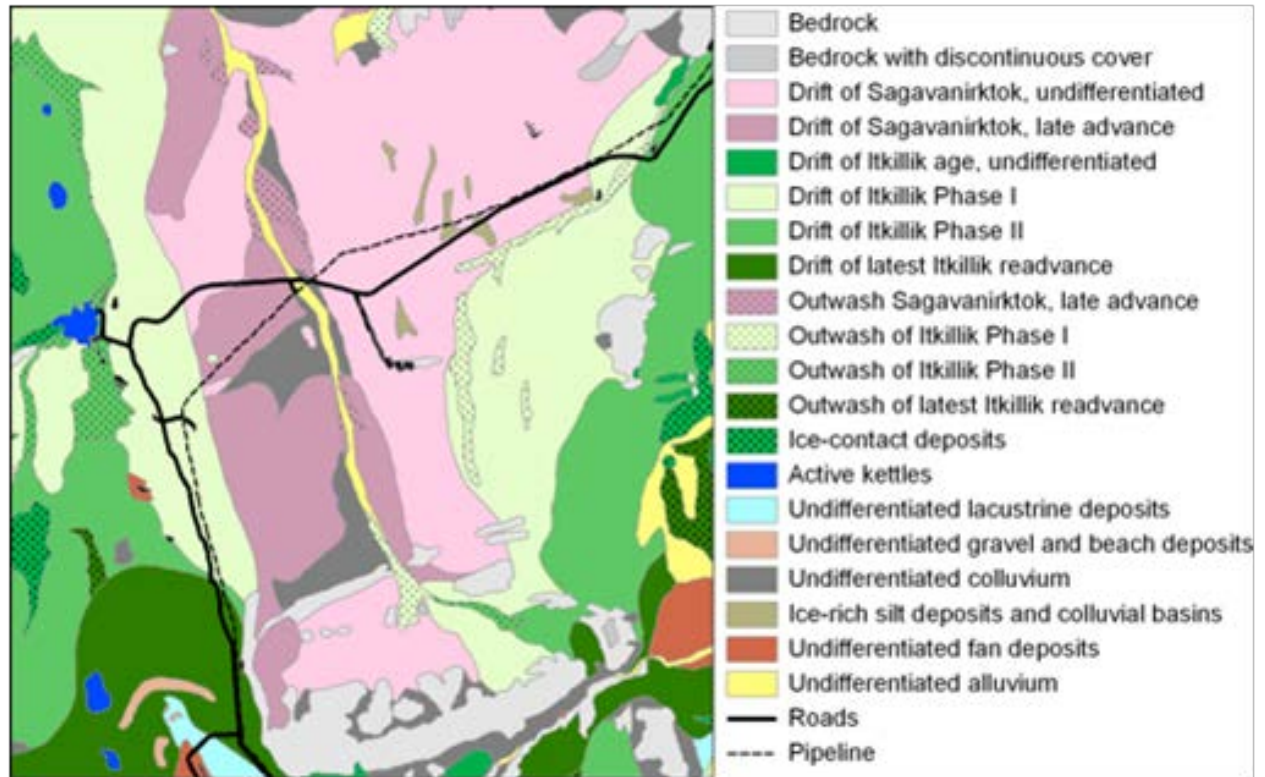 Bedrock
Bedrock with discontinuous cover
Drift of Sagavanirktok, undifferentiated
Drift of Sagavanirktok, late advance
Drift of Itkillik age, undifferentiated
Drift of Itkillik Phase I
Drift of Itkillik Phase II
Drift of latest Itkillik readvance
Outwash Sagavanirktok, late advance
Outwash of Itkillik Phase I
Outwash of Itkillik Phase II
Outwash of latest Itkillik readvance
Ice-contact deposits
Active kettles
Undifferentiated lacustrine deposits
Undifferentiated gravel and beach deposits
Undifferentiated colluvium
Ice-rich silt deposits and colluvial basins
Undifferentiated fan deposits
Undifferentiated alluvium
Roads
Pipeline